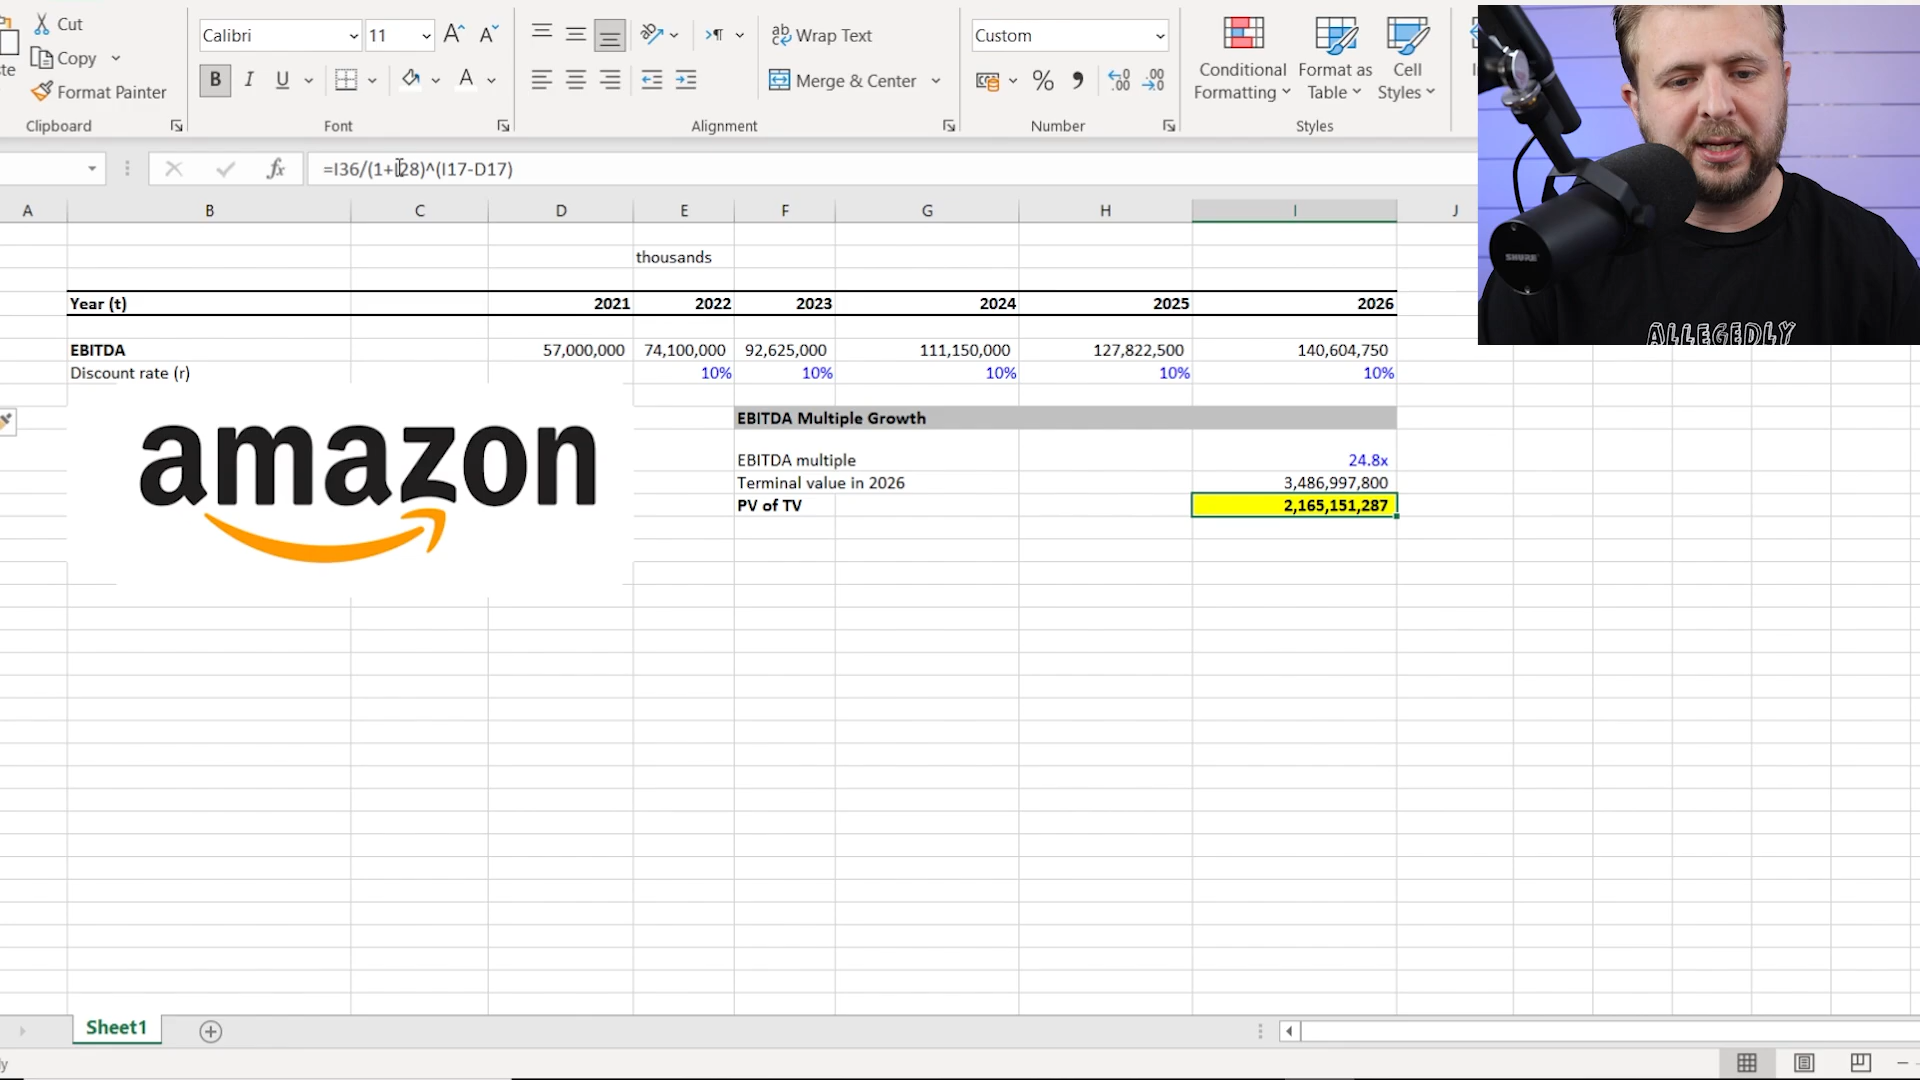 Cut
Calibri 11 Wrap Text Custom
Copy Conditional Format as Cell
te B I U Merge & Center % Formatting Table Styles
Format Painter
Clipboard Font Alignment Number Styles
SHURE
fx =I36/(1+I28)^(I17-D17)
A B C D E F G H I J
thousands
Year (t) 2021 2022 2023 2024 2025 2026
ALLEGEDLY
EBITDA 57,000,000 74,100,000 92,625,000 111,150,000 127,822,500 140,604,750
Discount rate (r) 10% 10% 10% 10% 10%
EBITDA Multiple Growth
amazon
EBITDA multiple 24.8x
Terminal value in 2026 3,486,997,800
PV of TV 2,165,151,287
Sheet1